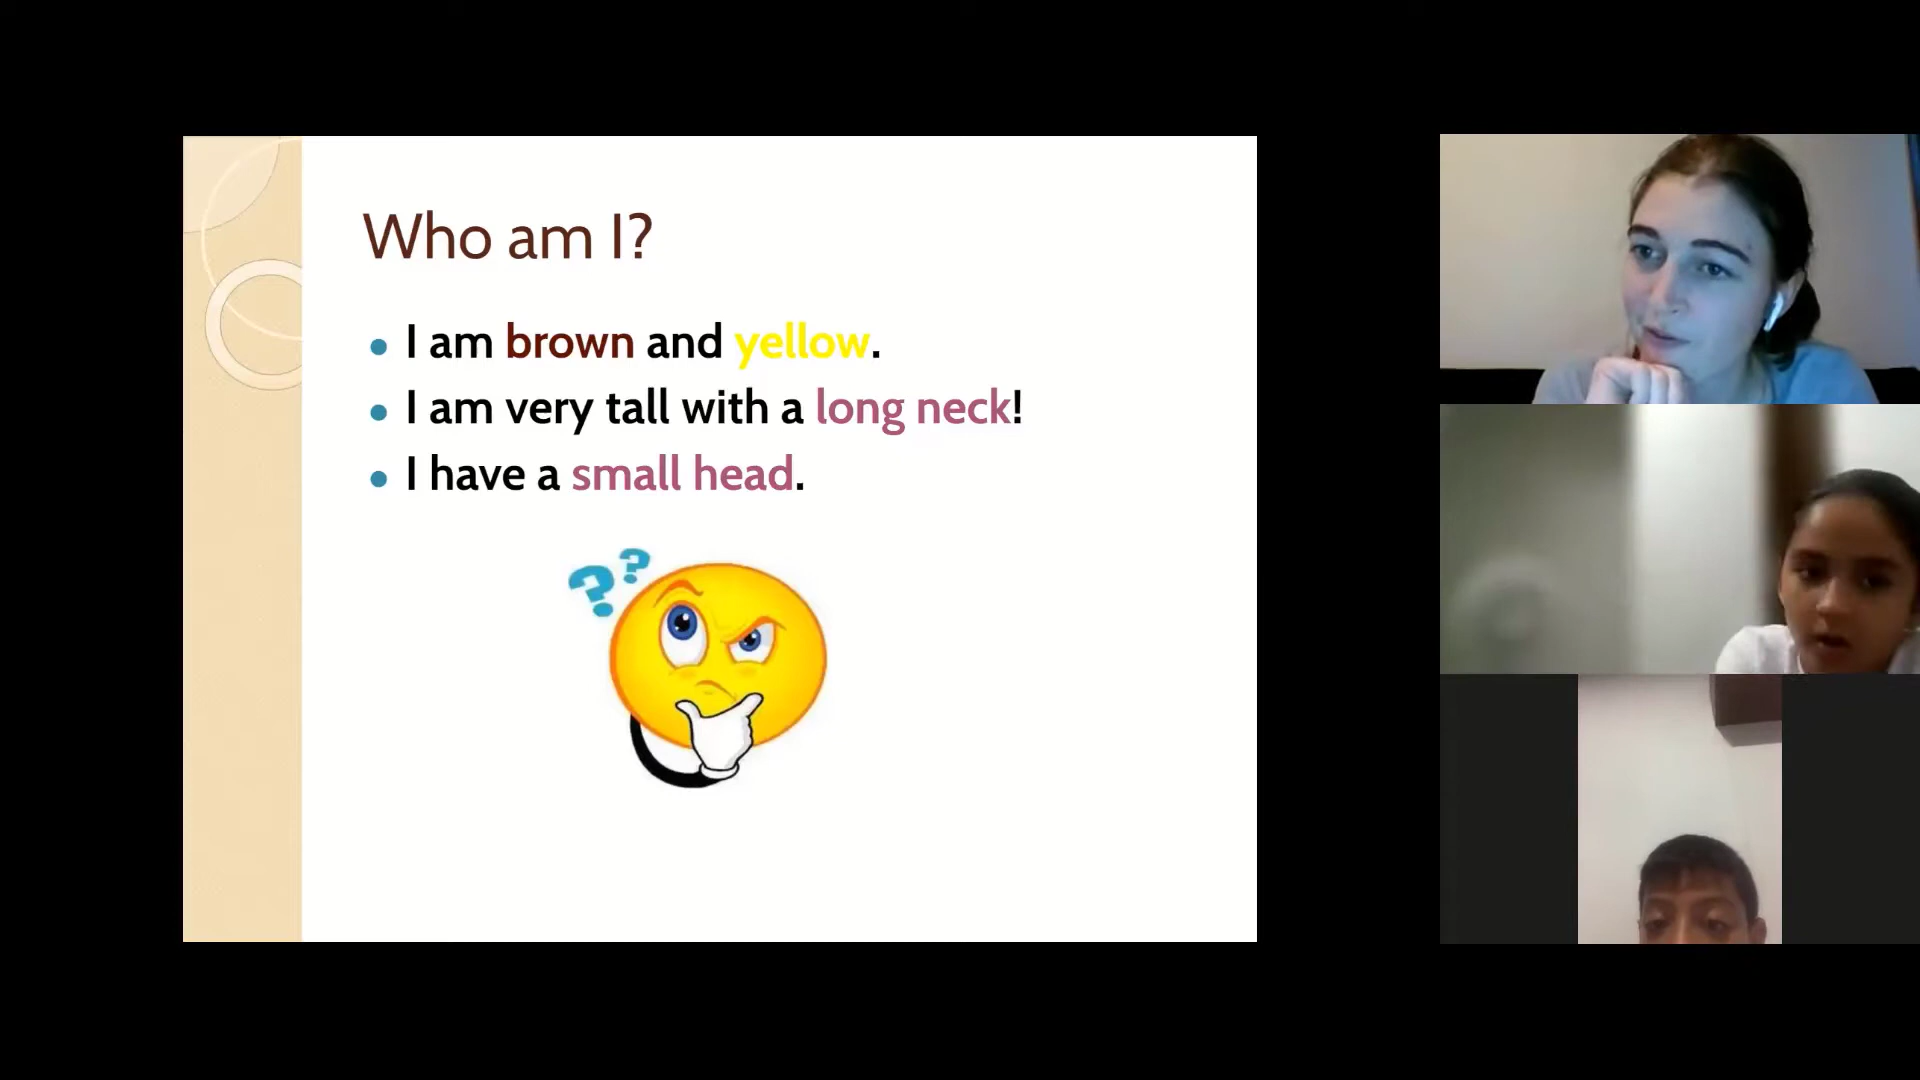 Who am I?
I am brown and yellow.
I am very tall with a long neck!
I have a small head.
??